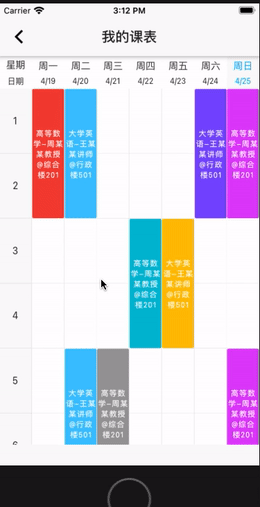 Carrier 3:12 PM
我的课表
星期 周一 周二 周三 周四 周五 周六 周日
日期 4/19 4/20 4/21 4/22 4/23 4/24 4/25
1
高等数
学-周某
某教授
@综合
楼201
大学英
语-王某
某讲师
@行政
楼501
大学英
语-王某
某讲师
@行政
楼501
高等数
学-周某
某教授
@综合
楼201
2
3
高等数
学-周某
某教授
@综合
楼201
大学英
语-王某
某讲师
@行政
楼501
4
5
大学英
语-王某
某讲师
@行政
楼501
高等数
学-周某
某教授
@综合
楼201
高等数
学-周某
某教授
@综合
楼201